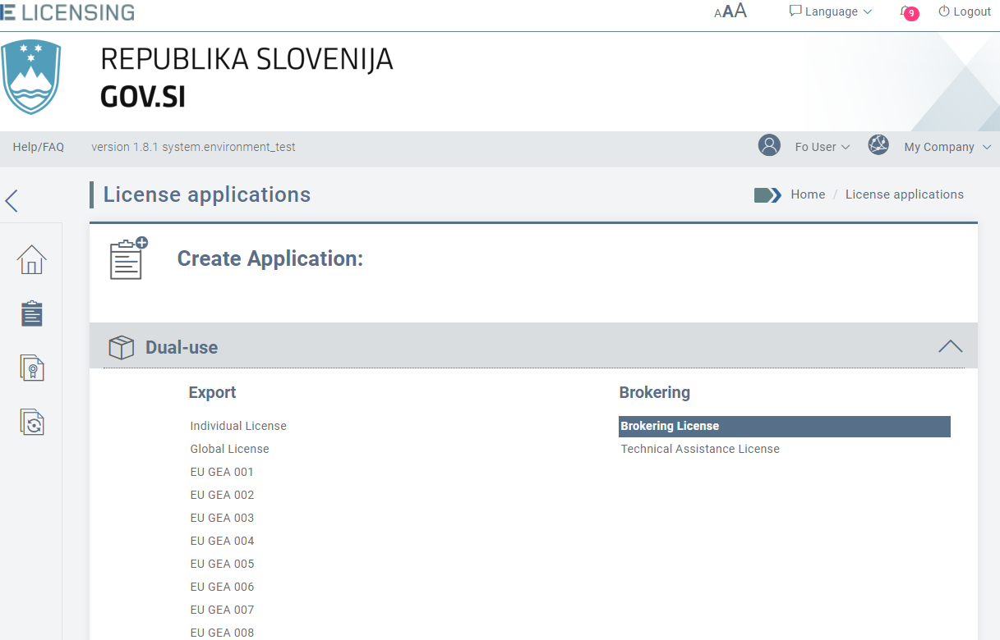 E LICENSING
AAA
Language
9
Logout
REPUBLIKA SLOVENIJA
GOV.SI
Help/FAQ
version 1.8.1 system.environment_test
Fo User
My Company
License applications
Home / License applications
Create Application:
Dual-use
Export
Individual License
Global License
EU GEA 001
EU GEA 002
EU GEA 003
EU GEA 004
EU GEA 005
EU GEA 006
EU GEA 007
EU GEA 008
Brokering
Brokering License
Technical Assistance License